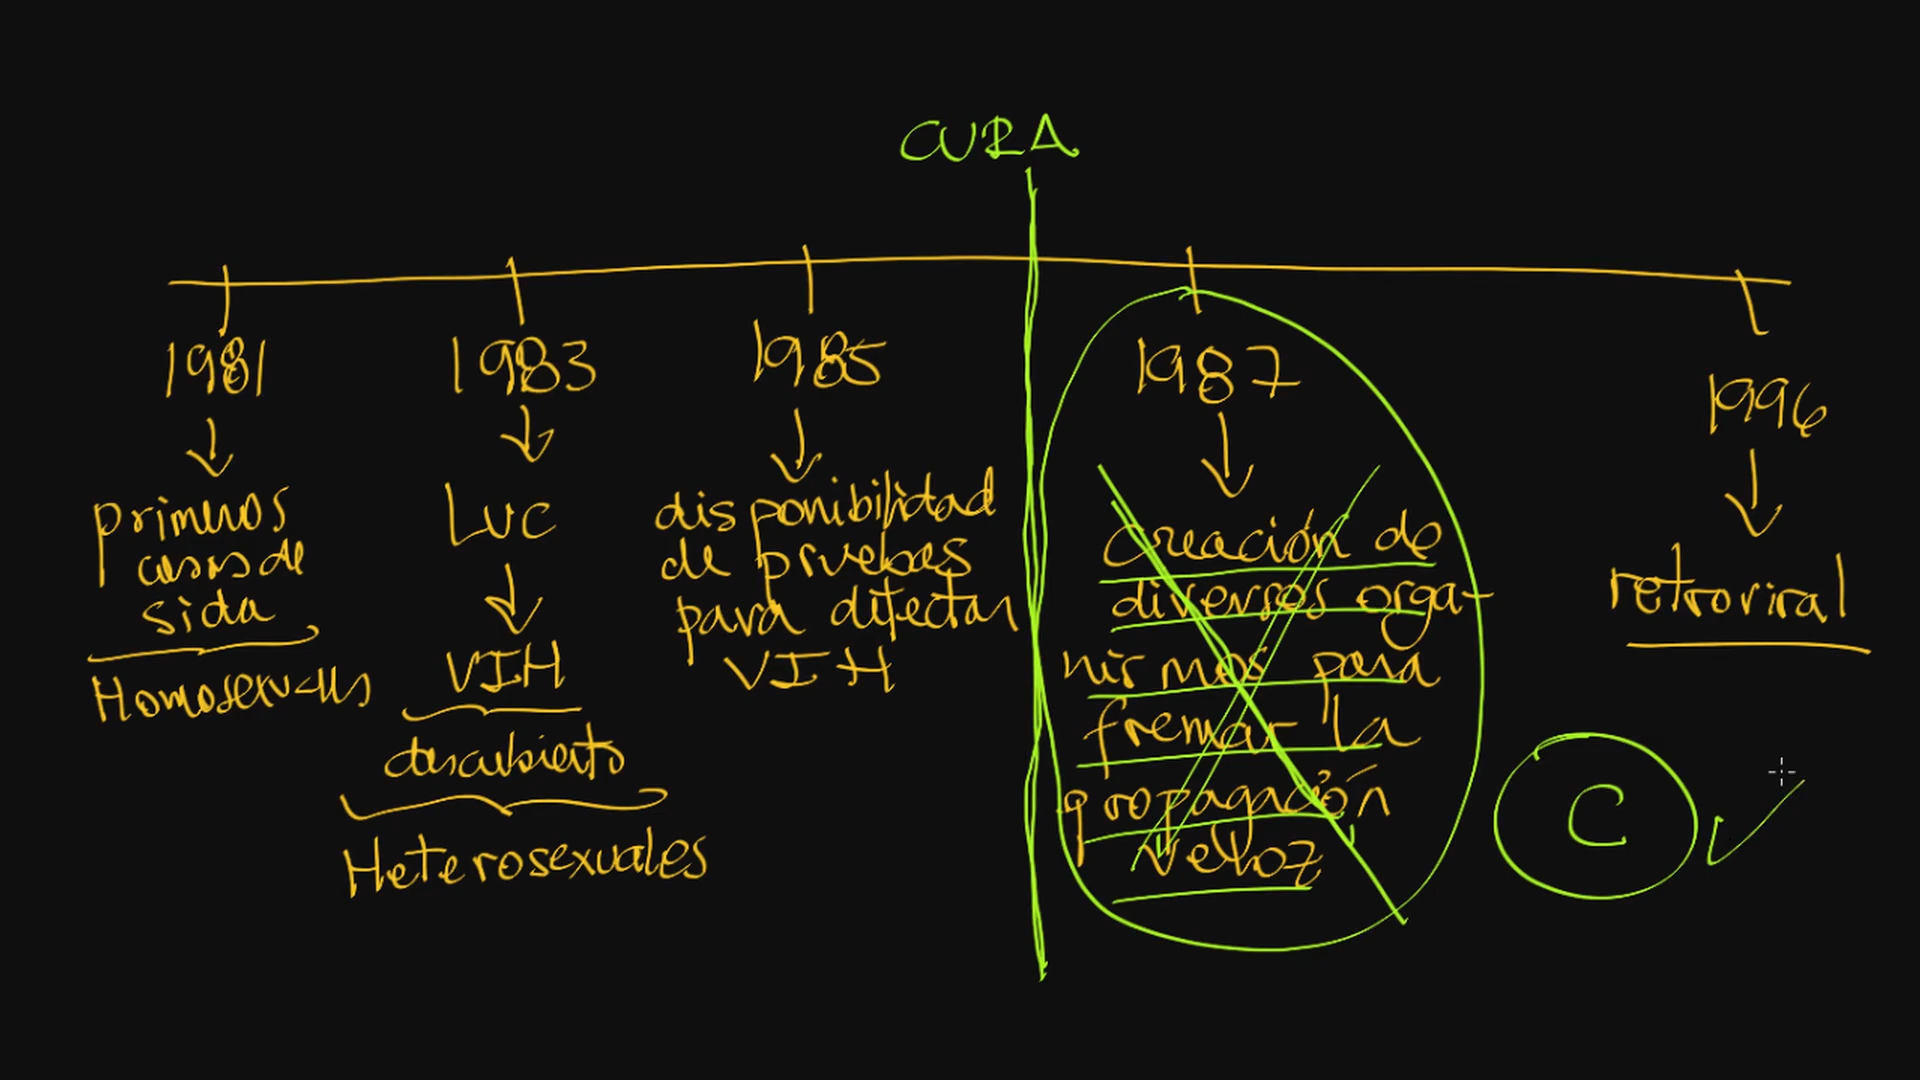 CURA
1981
1983
1985
1987
1996
primeros
casos de
sida
Homosexuales
Luc
VIH
descubierto
Heterosexuales
disponibilidad
de pruebas
para detectar
VIH
creación de
diversos orga-
nismos para
fremar la
propagación
veloz
retroviral
C